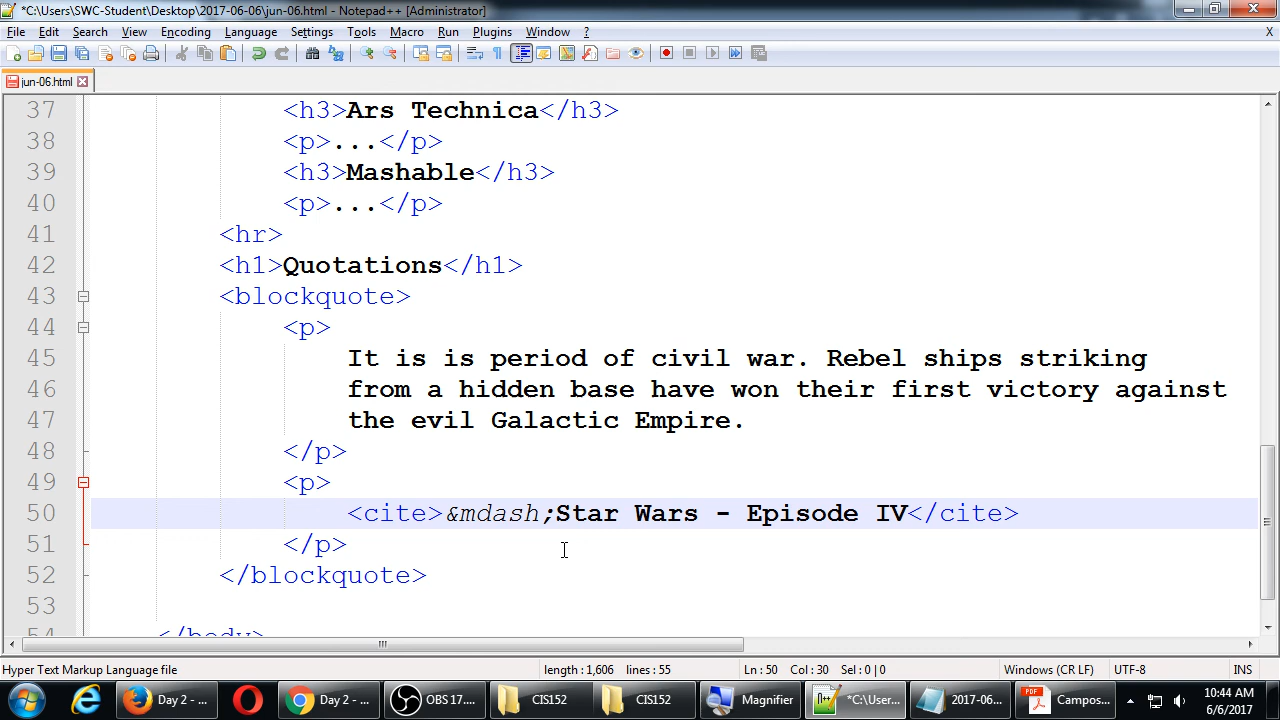 *C:\Users\SWC-Student\Desktop\2017-06-06\jun-06.html - Notepad++ [Administrator]
File Edit Search View Encoding Language Settings Tools Macro Run Plugins Window ? X
jun-06.html
37 <h3>Ars Technica</h3>
38 <p>...</p>
39 <h3>Mashable</h3>
40 <p>...</p>
41 <hr>
42 <h1>Quotations</h1>
43 <blockquote>
44 <p>
45 It is is period of civil war. Rebel ships striking
46 from a hidden base have won their first victory against
47 the evil Galactic Empire.
48 </p>
49 <p>
50 <cite>&mdash;Star Wars - Episode IV</cite>
51 </p>
52 </blockquote>
53
54 </body>
Hyper Text Markup Language file length : 1,606 lines : 55 Ln : 50 Col : 30 Sel : 0 | 0 Windows (CR LF) UTF-8 INS
Day 2 - ... Day 2 - ... OBS 17.... CIS152 CIS152 Magnifier *C:\User... 2017-06... PDF Campos... 10:44 AM
6/6/2017